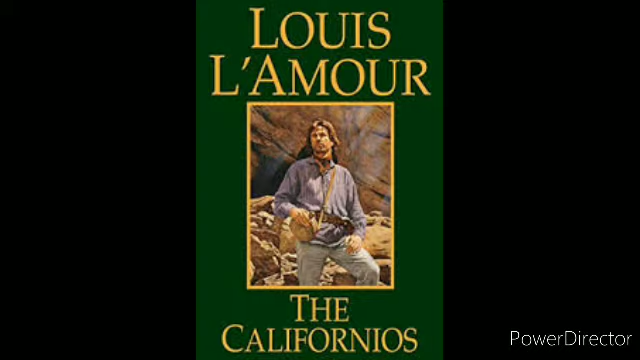 LOUIS
L'AMOUR
THE
CALIFORNIOS
PowerDirector